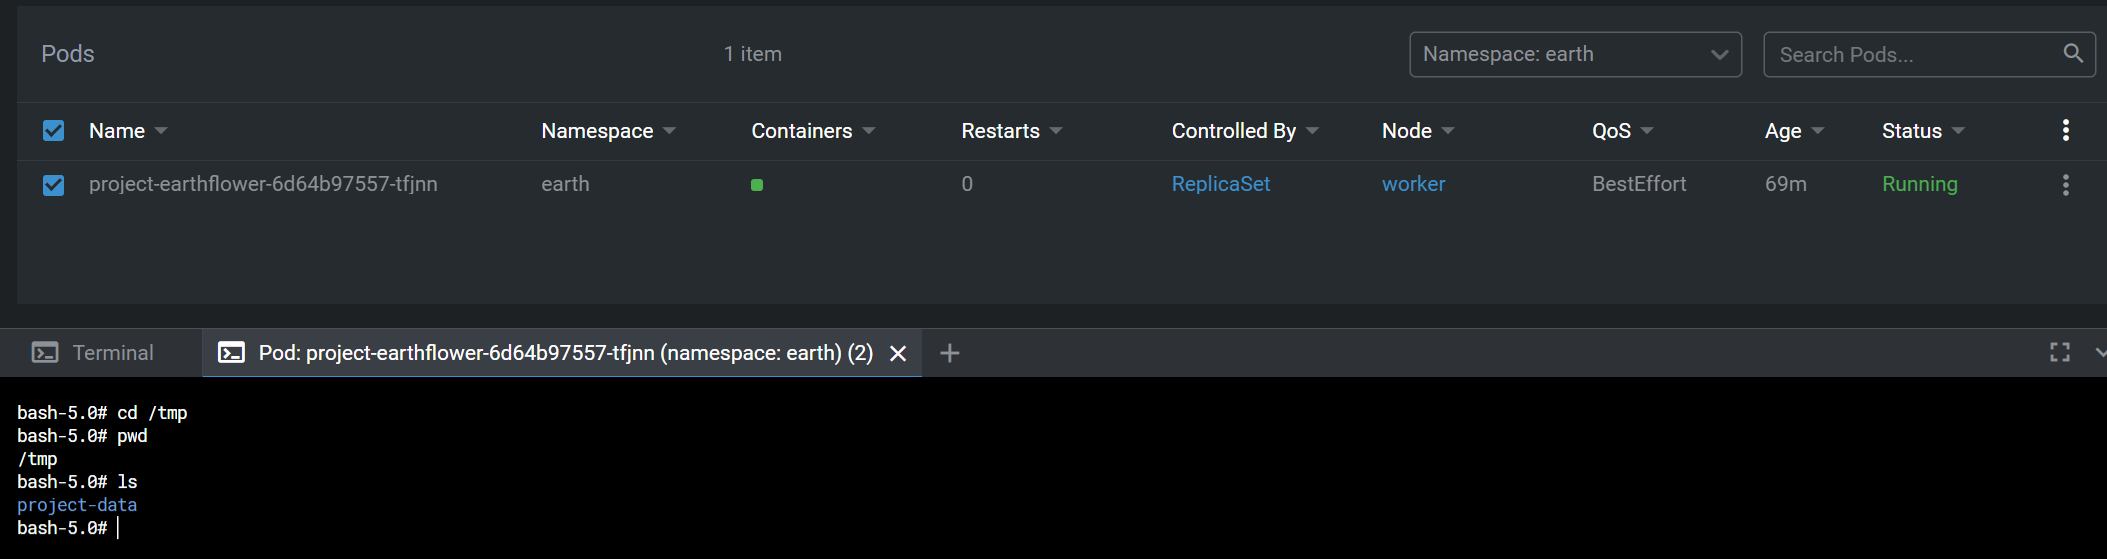 Pods 1 item Namespace: earth Search Pods...
Name Namespace Containers Restarts Controlled By Node QoS Age Status
project-earthflower-6d64b97557-tfjnn earth 0 ReplicaSet worker BestEffort 69m Running
Terminal Pod: project-earthflower-6d64b97557-tfjnn (namespace: earth) (2)
bash-5.0# cd /tmp
bash-5.0# pwd
/tmp
bash-5.0# ls
project-data
bash-5.0#